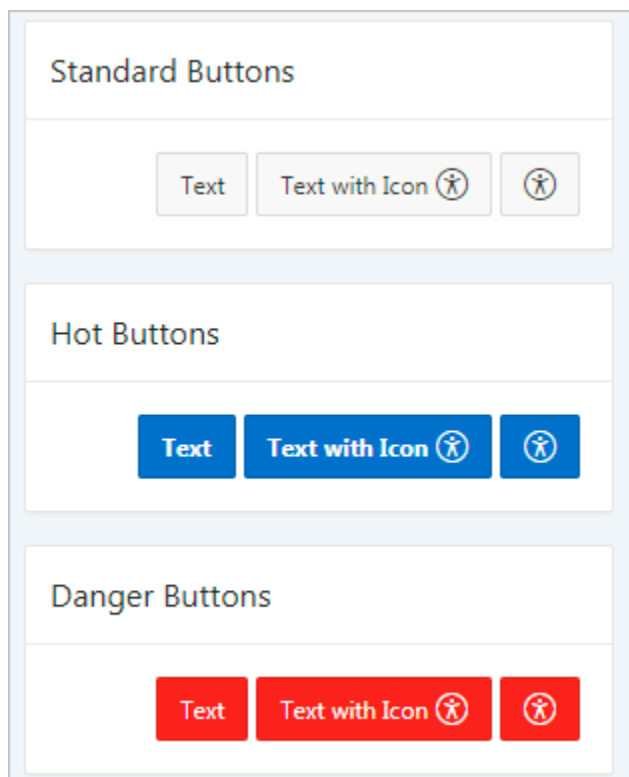 Standard Buttons
Text Text with Icon
Hot Buttons
Text Text with Icon
Danger Buttons
Text Text with Icon